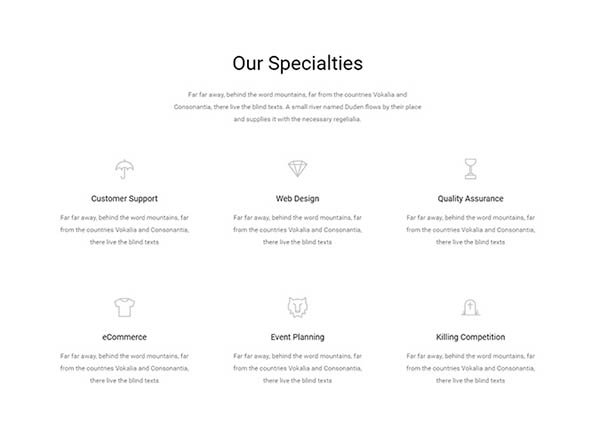 Our Specialties
Far far away, behind the word mountains, far from the countries Vokalia and
Consonantia, there live the blind texts. A small river named Duden flows by their place
and supplies it with the necessary regelialia.
Customer Support
Far far away, behind the word mountains, far
from the countries Vokalia and Consonantia,
there live the blind texts
Web Design
Far far away, behind the word mountains, far
from the countries Vokalia and Consonantia,
there live the blind texts
Quality Assurance
Far far away, behind the word mountains, far
from the countries Vokalia and Consonantia,
there live the blind texts
eCommerce
Far far away, behind the word mountains, far
from the countries Vokalia and Consonantia,
there live the blind texts
Event Planning
Far far away, behind the word mountains, far
from the countries Vokalia and Consonantia,
there live the blind texts
Killing Competition
Far far away, behind the word mountains, far
from the countries Vokalia and Consonantia,
there live the blind texts